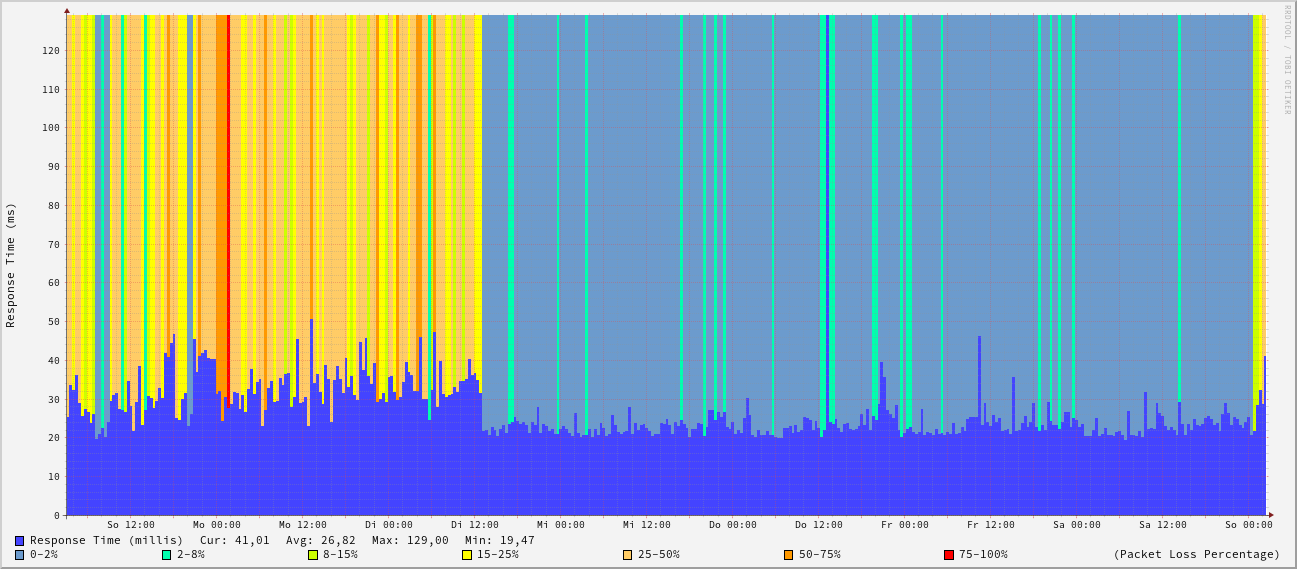 RRDTOOL / TOBI OETIKER
Response Time (ms)
120
110
100
90
80
70
60
50
40
30
20
10
0
So 12:00 Mo 00:00 Mo 12:00 Di 00:00 Di 12:00 Mi 00:00 Mi 12:00 Do 00:00 Do 12:00 Fr 00:00 Fr 12:00 Sa 00:00 Sa 12:00 So 00:00
Response Time (millis) Cur: 41,01 Avg: 26,82 Max: 129,00 Min: 19,47
0-2% 2-8% 8-15% 15-25% 25-50% 50-75% 75-100% (Packet Loss Percentage)